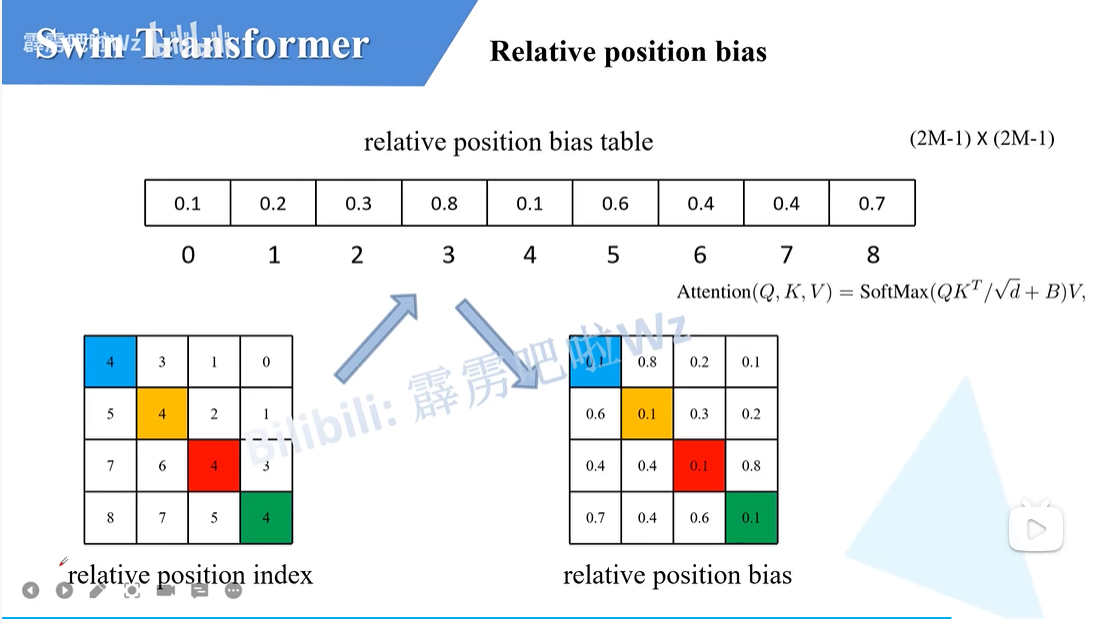 Swin Transformer
霹雳吧啦Wz
Relative position bias
relative position bias table
(2M-1) X (2M-1)
0.1 0.2 0.3 0.8 0.1 0.6 0.4 0.4 0.7
0 1 2 3 4 5 6 7 8
Attention(Q, K, V) = SoftMax(QK^T/√d + B)V,
4 3 1 0
5 4 2 1
7 6 4 3
8 7 5 4
relative position index
0.1 0.8 0.2 0.1
0.6 0.1 0.3 0.2
0.4 0.4 0.1 0.8
0.7 0.4 0.6 0.1
relative position bias
Bilibili: 霹雳吧啦Wz